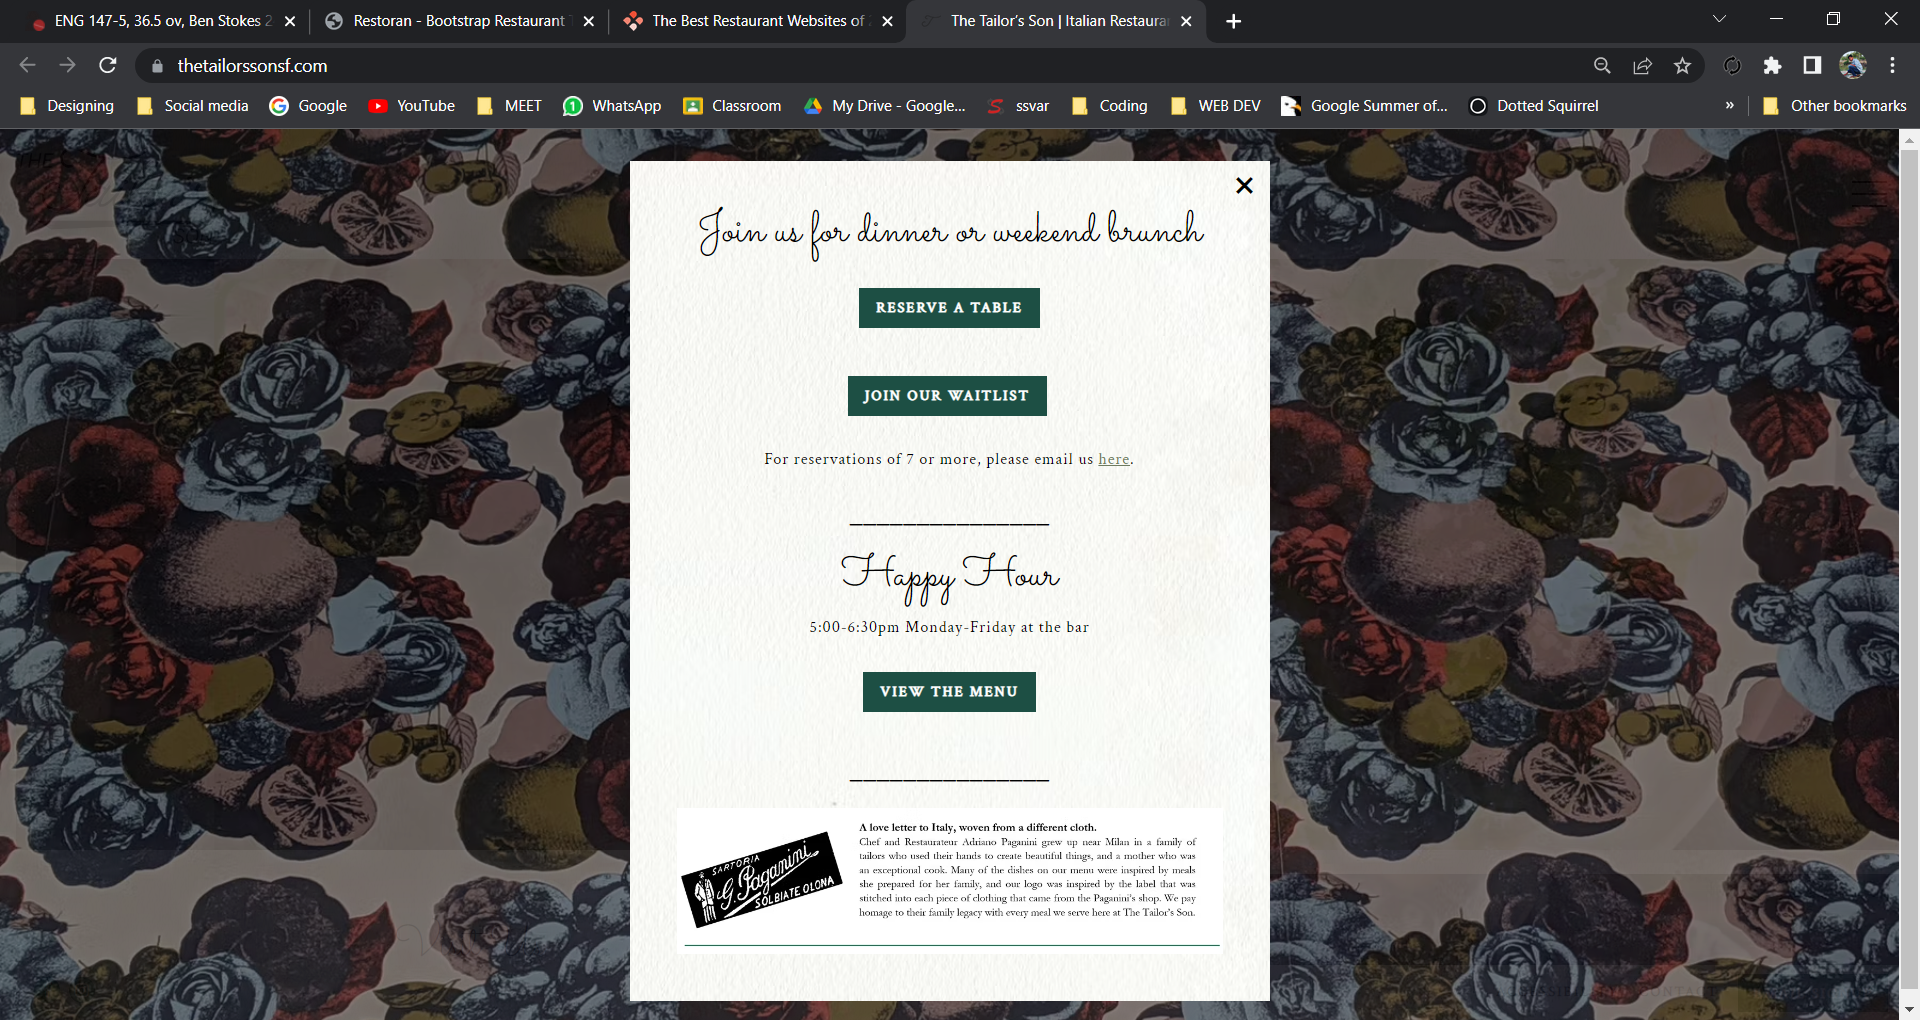 ENG 147-5, 36.5 ov, Ben Stokes 2
Restoran - Bootstrap Restaurant T
The Best Restaurant Websites of 2
The Tailor's Son | Italian Restauran
thetailorssonsf.com
Designing
Social media
Google
YouTube
MEET
WhatsApp
Classroom
My Drive - Google...
ssvar
Coding
WEB DEV
Google Summer of...
Dotted Squirrel
»
Other bookmarks
Join us for dinner or weekend brunch
RESERVE A TABLE
JOIN OUR WAITLIST
For reservations of 7 or more, please email us here.
Happy Hour
5:00-6:30pm Monday-Friday at the bar
VIEW THE MENU
SARTORIA
G. Paganini
SOLBIATE OLONA
A love letter to Italy, woven from a different cloth.
Chef and Restaurateur Adriano Paganini grew up near Milan in a family of
tailors who used their hands to create beautiful things, and a mother who was
an exceptional cook. Many of the dishes on our menu were inspired by meals
she prepared for her family, and our logo was inspired by the label that was
stitched into each piece of clothing that came from the Paganini's shop. We pay
homage to their family legacy with every meal we serve here at The Tailor's Son.